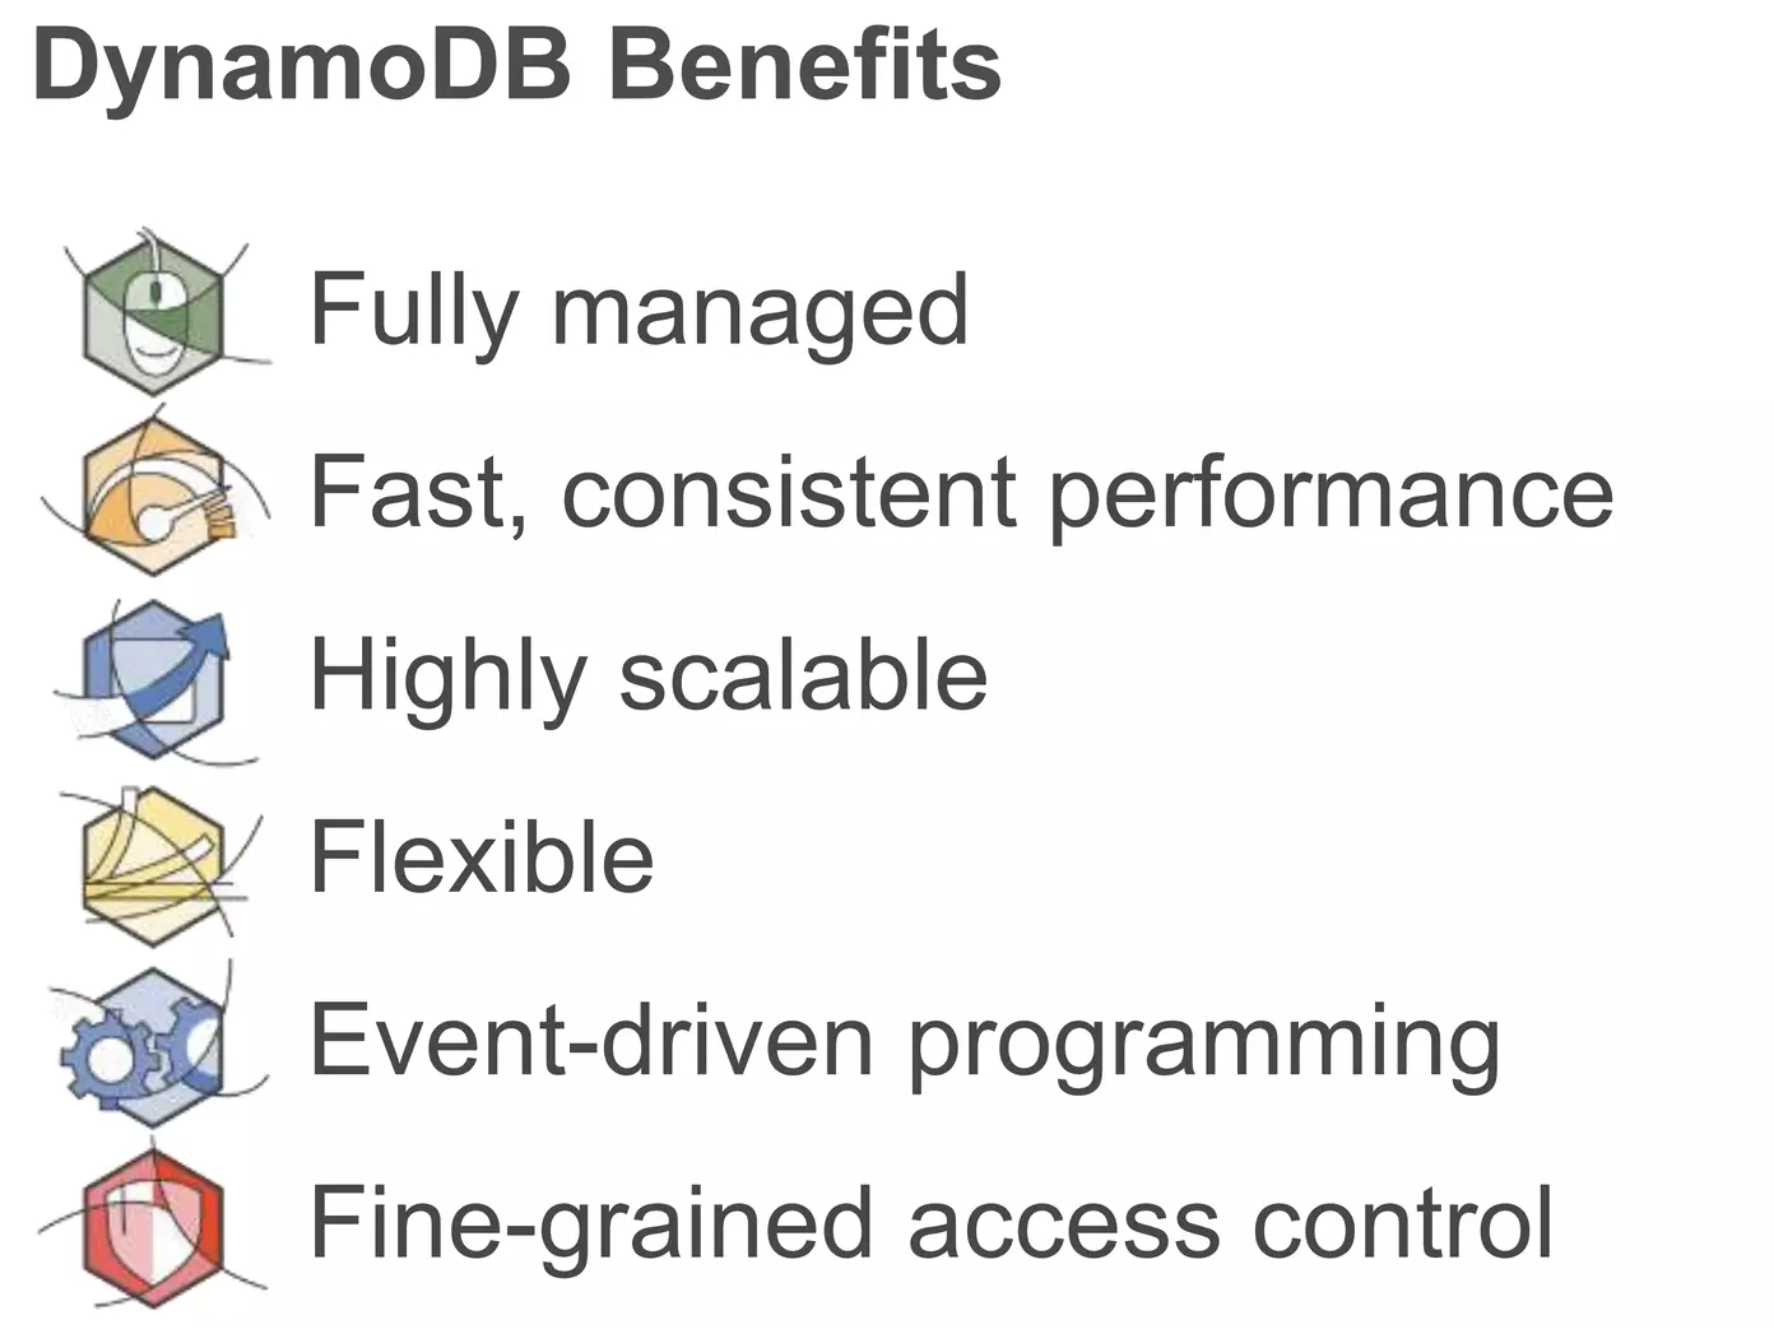 DynamoDB Benefits
Fully managed
Fast, consistent performance
Highly scalable
Flexible
Event-driven programming
Fine-grained access control